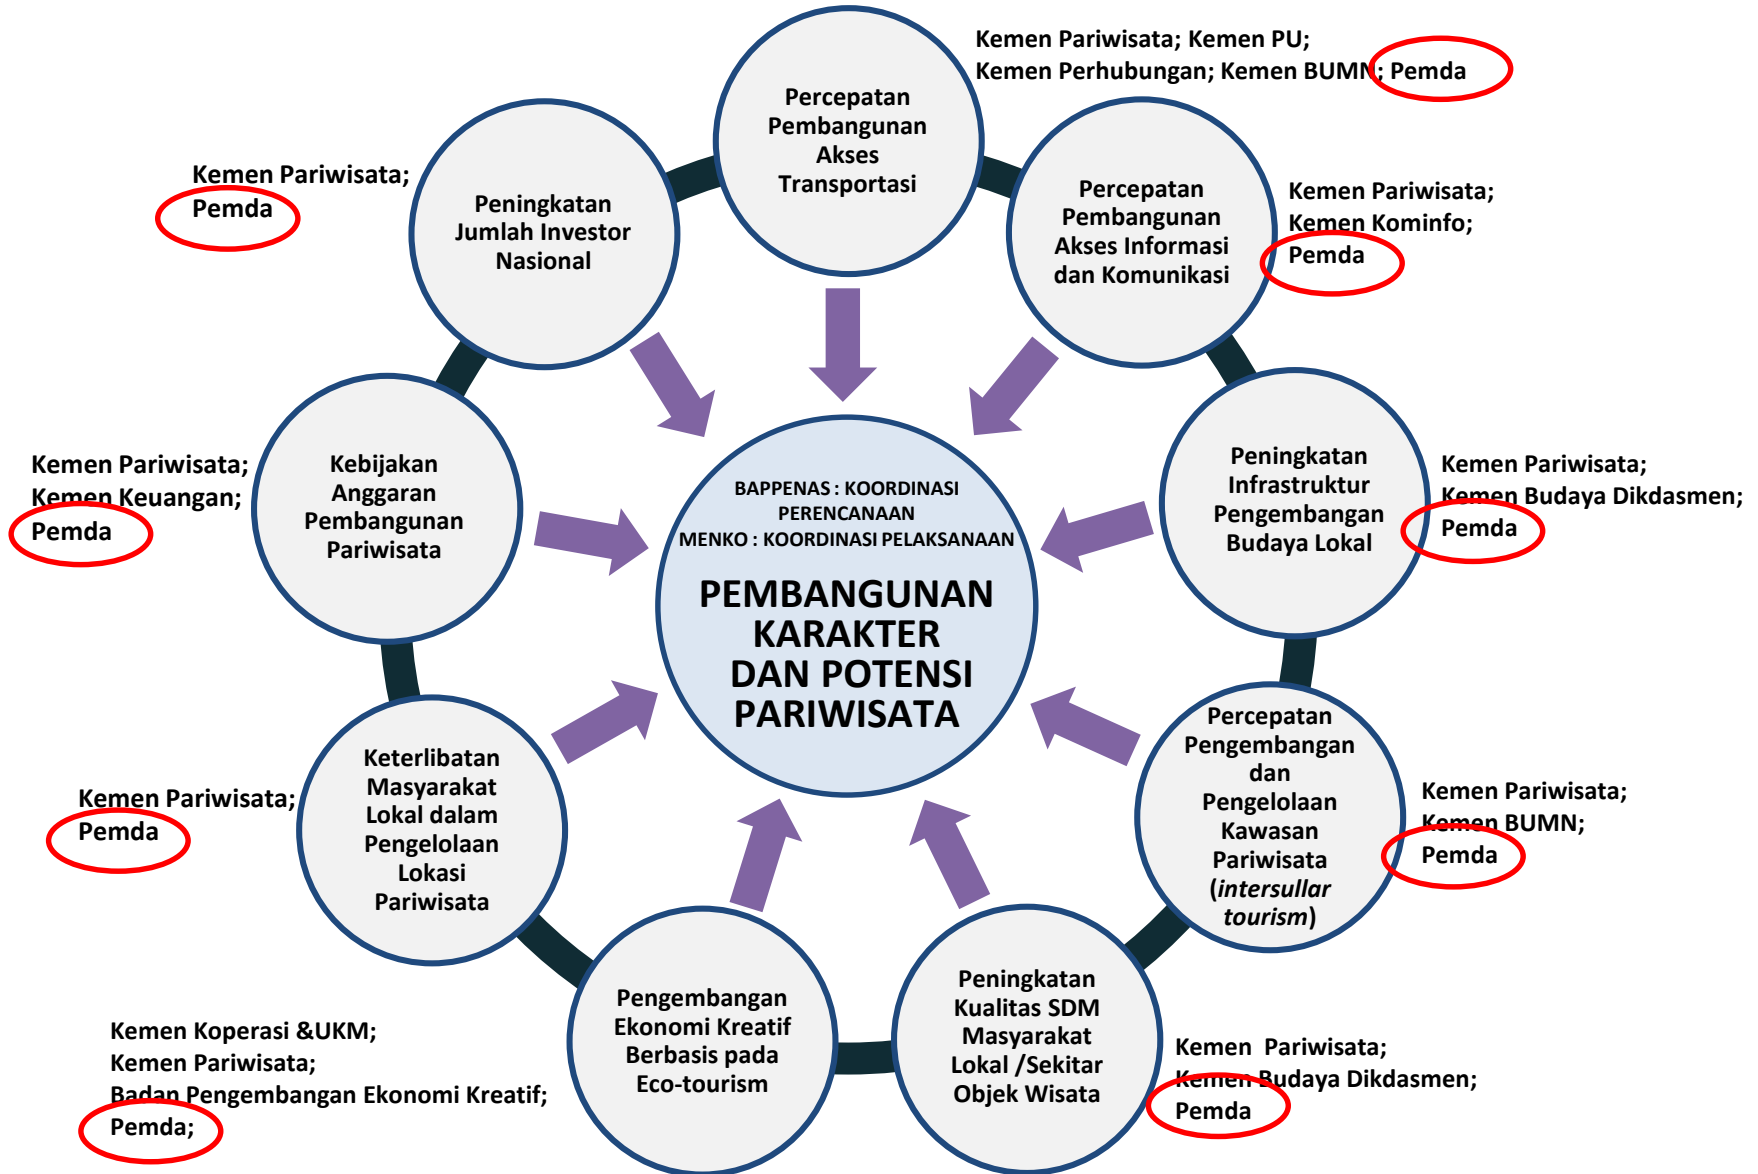 Kemen Pariwisata; Kemen PU;
Kemen Perhubungan; Kemen BUMN; Pemda
Percepatan
Pembangunan
Akses
Transportasi
Percepatan
Pembangunan
Akses Informasi
dan Komunikasi
Kemen Pariwisata;
Kemen Kominfo;
Pemda
Peningkatan
Infrastruktur
Pengembangan
Budaya Lokal
Kemen Pariwisata;
Kemen Budaya Dikdasmen;
Pemda
Percepatan
Pengembangan
dan
Pengelolaan
Kawasan
Pariwisata
(intersullar
tourism)
Kemen Pariwisata;
Kemen BUMN;
Pemda
Peningkatan
Kualitas SDM
Masyarakat
Lokal /Sekitar
Objek Wisata
Kemen Pariwisata;
Kemen Budaya Dikdasmen;
Pemda
Pengembangan
Ekonomi Kreatif
Berbasis pada
Eco-tourism
Kemen Koperasi &UKM;
Kemen Pariwisata;
Badan Pengembangan Ekonomi Kreatif;
Pemda;
Keterlibatan
Masyarakat
Lokal dalam
Pengelolaan
Lokasi
Pariwisata
Kemen Pariwisata;
Pemda
Kebijakan
Anggaran
Pembangunan
Pariwisata
Kemen Pariwisata;
Kemen Keuangan;
Pemda
Peningkatan
Jumlah Investor
Nasional
Kemen Pariwisata;
Pemda
BAPPENAS : KOORDINASI
PERENCANAAN
MENKO : KOORDINASI PELAKSANAAN
PEMBANGUNAN
KARAKTER
DAN POTENSI
PARIWISATA